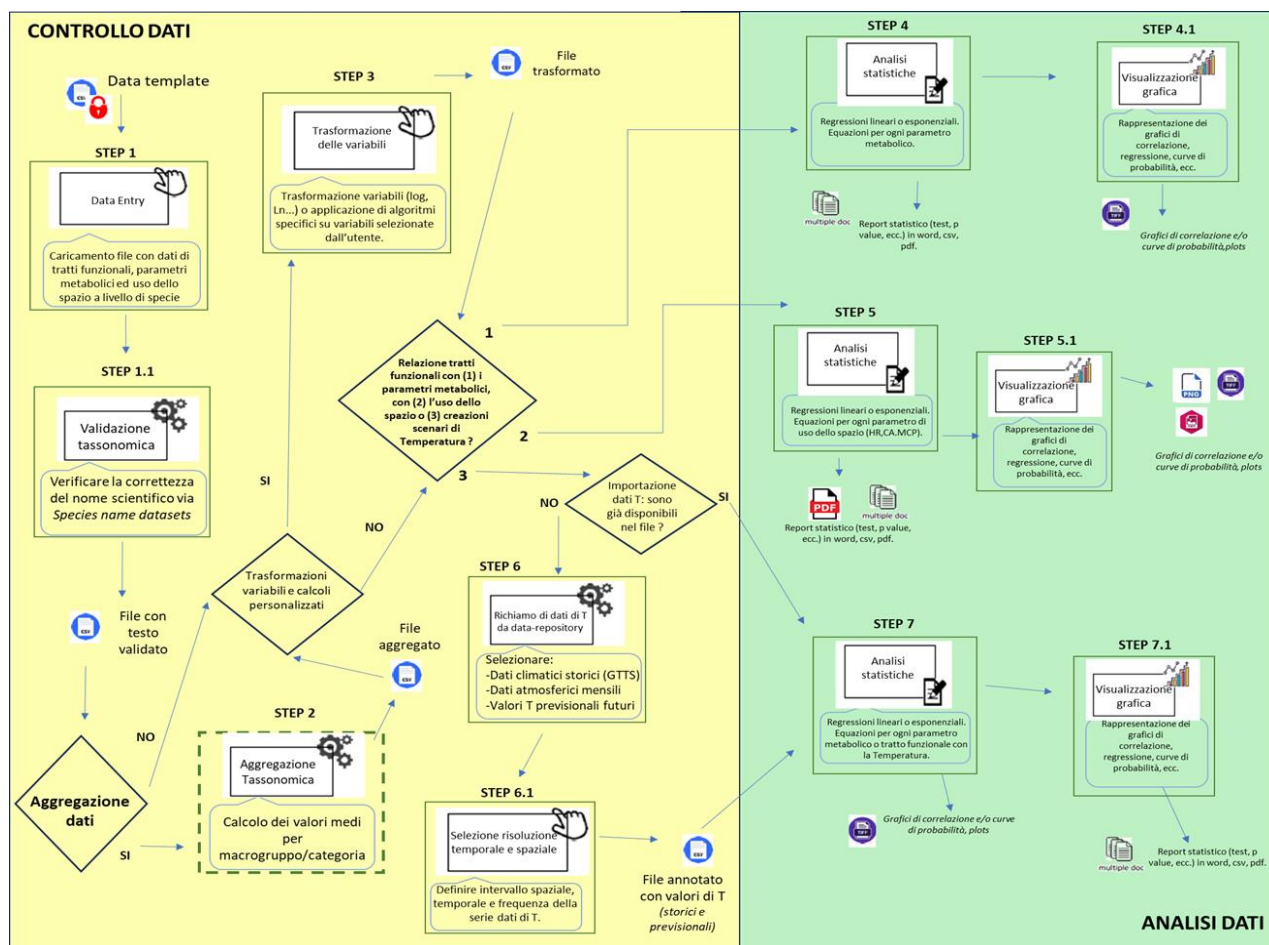 CONTROLLO DATI
Data template
STEP 1
Data Entry
Caricamento file con dati di
tratti funzionali, parametri
metabolici ed uso dello
spazio a livello di specie
STEP 1.1
Validazione
tassonomica
Verificare la correttezza
del nome scientifico via
Species name datasets
File con
testo
validato
Aggregazione
dati
NO
SI
STEP 2
Aggregazione
Tassonomica
Calcolo dei valori medi
per
macrogruppo/categoria
File
aggregato
Trasformazioni
variabili e calcoli
personalizzati
SI
NO
STEP 3
Trasformazione
delle variabili
Trasformazione variabili (log,
Ln...) o applicazione di algoritmi
specifici su variabili selezionate
dall'utente.
CSV
File
trasformato
Relazione tratti
funzionali con (1) i
parametri metabolici,
con (2) l'uso dello
spazio o (3) creazioni
scenari di
Temperatura ?
1
2
3
Importazione
dati T: sono
già disponibili
nel file ?
NO
SI
STEP 6
Richiamo di dati di T
da data-repository
Selezionare:
-Dati climatici storici (GTTS)
-Dati atmosferici mensili
-Valori T previsionali futuri
STEP 6.1
Selezione risoluzione
temporale e spaziale
Definire intervallo spaziale,
temporale e frequenza della
serie dati di T.
CSV
File annotato
con valori di T
(storici e
previsionali)
STEP 4
Analisi
statistiche
Regressioni lineari o esponenziali.
Equazioni per ogni parametro
metabolico.
multiple doc
Report statistico (test, p
value, ecc.) in word, csv,
pdf.
STEP 4.1
Visualizzazione
grafica
Rappresentazione dei
grafici di
correlazione,
regressione, curve di
probabilità, ecc.
TIFF
Grafici di correlazione e/o
curve di probabilità,plots
STEP 5
Analisi
statistiche
Regressioni lineari o esponenziali.
Equazioni per ogni parametro di
uso dello spazio (HR,CA.MCP).
PDF
multiple doc
Report statistico (test, p value,
ecc.) in word, csv, pdf.
STEP 5.1
Visualizzazione
grafica
Rappresentazione dei
grafici di
correlazione,
regressione, curve di
probabilità, ecc.
PNG
TIFF
Grafici di correlazione e/o
curve di probabilità, plots
STEP 7
Analisi
statistiche
Regressioni lineari o esponenziali.
Equazioni per ogni parametro
metabolico o tratto funzionale con
la Temperatura.
TIFF
Grafici di correlazione e/o curve
di probabilità, plots
STEP 7.1
Visualizzazione
grafica
Rappresentazione dei
grafici di
correlazione,
regressione, curve di
probabilità, ecc.
multiple doc
Report statistico (test, p
value, ecc.) in word, csv, pdf.
ANALISI DATI